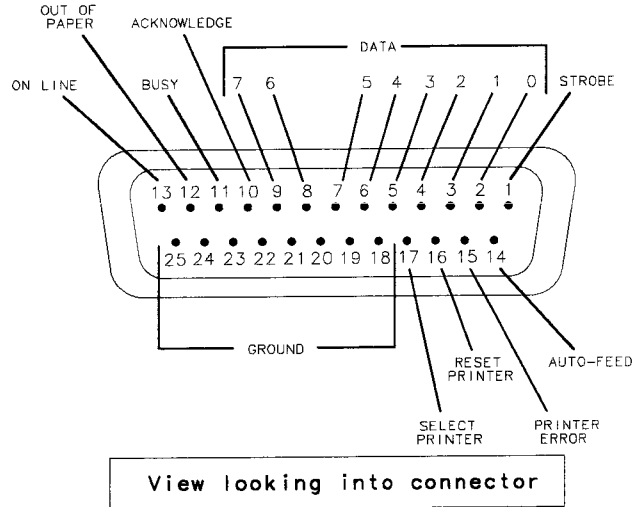 OUT OF
PAPER
ACKNOWLEDGE
DATA
ON LINE
BUSY
7 6 5 4 3 2 1 0
STROBE
13 12 11 10 9 8 7 6 5 4 3 2 1
25 24 23 22 21 20 19 18 17 16 15 14
GROUND
RESET
PRINTER
AUTO-FEED
SELECT
PRINTER
PRINTER
ERROR
View looking into connector